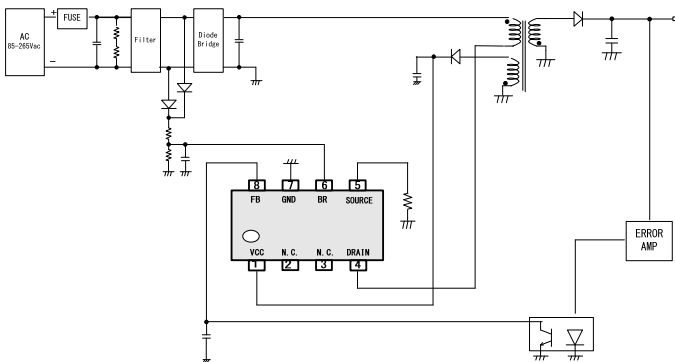 AC
85-265Vac
+
-
FUSE
Filter
Diode
Bridge
8 7 6 5
FB GND BR SOURCE
VCC N.C. N.C. DRAIN
1 2 3 4
ERROR
AMP